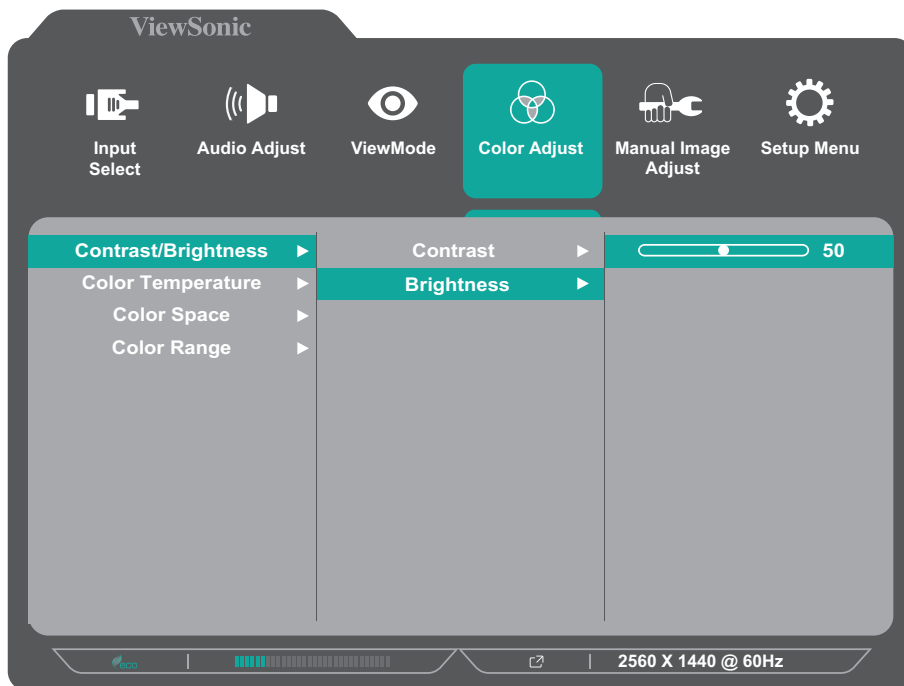 ViewSonic
Input
Select
Audio Adjust
ViewMode
Color Adjust
Manual Image
Adjust
Setup Menu
Contrast/Brightness
Color Temperature
Color Space
Color Range
Contrast
Brightness
50
eco
2560 X 1440 @ 60Hz